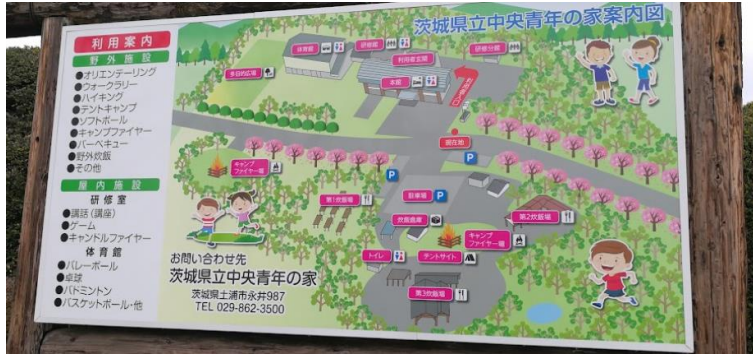 茨城県立中央青年の家案内図
利用案内
野外施設
●オリエンテーリング
●ウォークラリー
●ハイキング
●テントキャンプ
●ソフトボール
●キャンプファイヤー
●バーベキュー
●野外炊飯
●その他
屋内施設
研修室
●講話(講座)
●ゲーム
●キャンドルファイヤー
体育館
●バレーボール
●卓球
●バドミントン
●バスケットボール・他
体育館
研修館
利用者玄関
研修分館
多目的広場
本館
現在地
P
キャンプファイヤー場
P
第1炊飯場
駐車場 P
炊飯倉庫
第2炊飯場
キャンプファイヤー場
トイレ
テントサイト
第3炊飯場
お問い合わせ先
茨城県立中央青年の家
茨城県土浦市永井987
TEL 029-862-3500